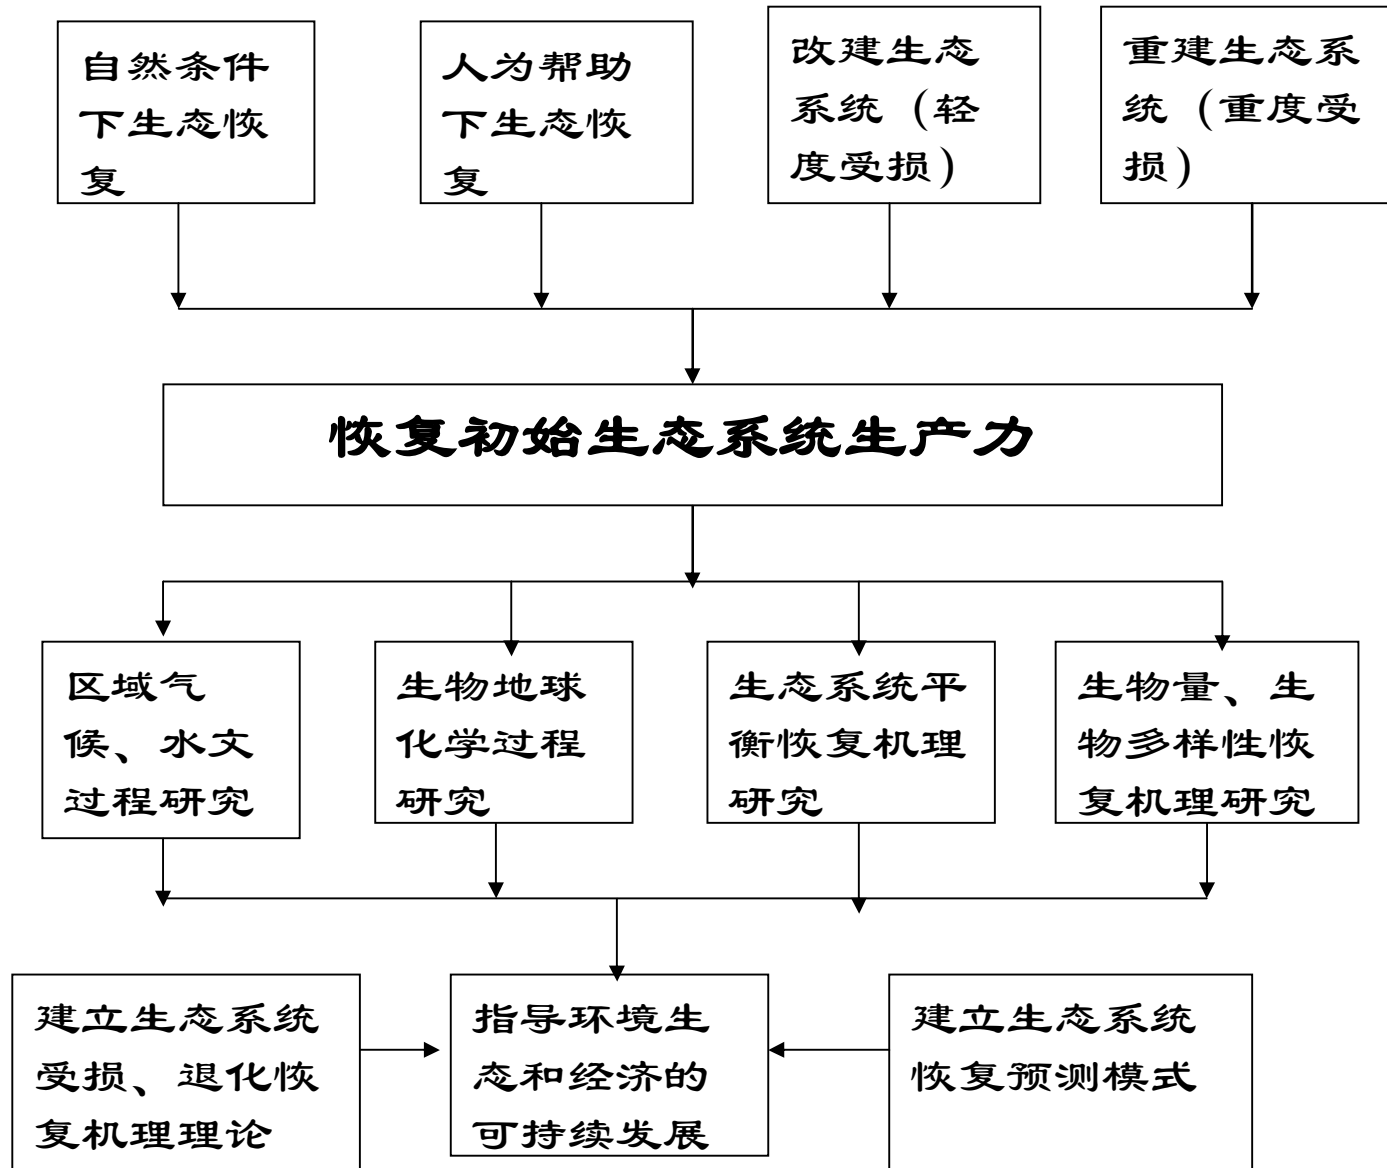 自然条件
下生态恢
复
人为帮助
下生态恢
复
改建生态
系统（轻
度受损）
重建生态系
统（重度受
损）
恢复初始生态系统生产力
区域气
候、水文
过程研究
生物地球
化学过程
研究
生态系统平
衡恢复机理
研究
生物量、生
物多样性恢
复机理研究
建立生态系统
受损、退化恢
复机理理论
指导环境生
态和经济的
可持续发展
建立生态系统
恢复预测模式